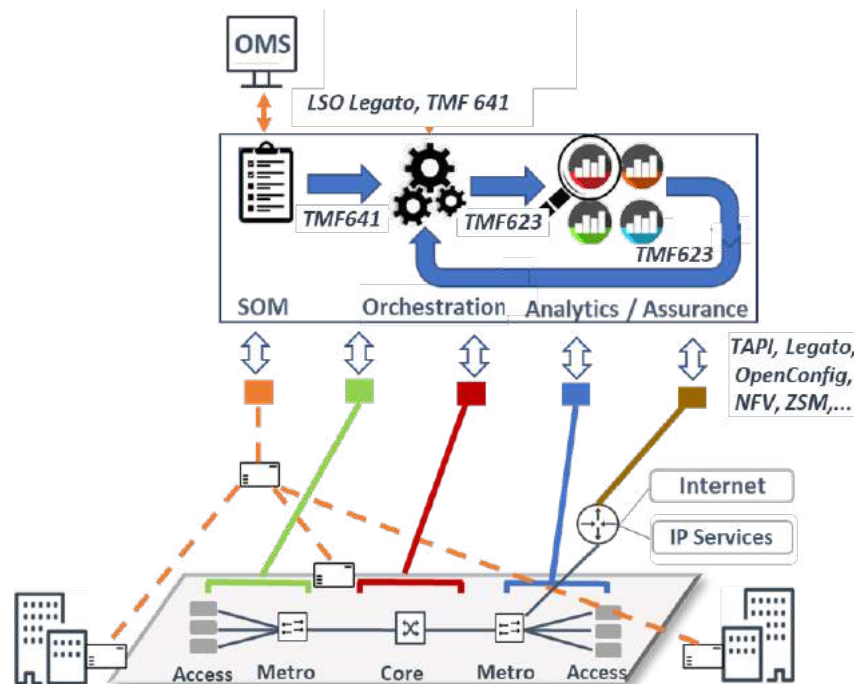 OMS
LSO Legato, TMF 641
TMF641
TMF623
TMF623
SOM
Orchestration
Analytics / Assurance
TAPI, Legato,
OpenConfig,
NFV, ZSM,...
Internet
IP Services
Access
Metro
Core
Metro
Access